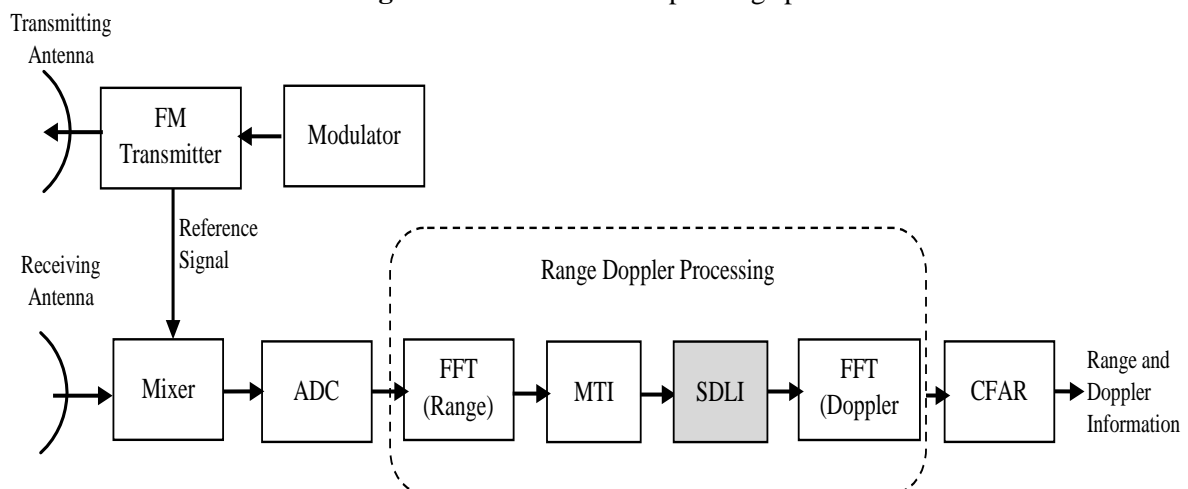 Transmitting
Antenna
FM
Transmitter
Modulator
Reference
Signal
Receiving
Antenna
Range Doppler Processing
Mixer
ADC
FFT
(Range)
MTI
SDLI
FFT
(Doppler
CFAR
Range and
Doppler
Information